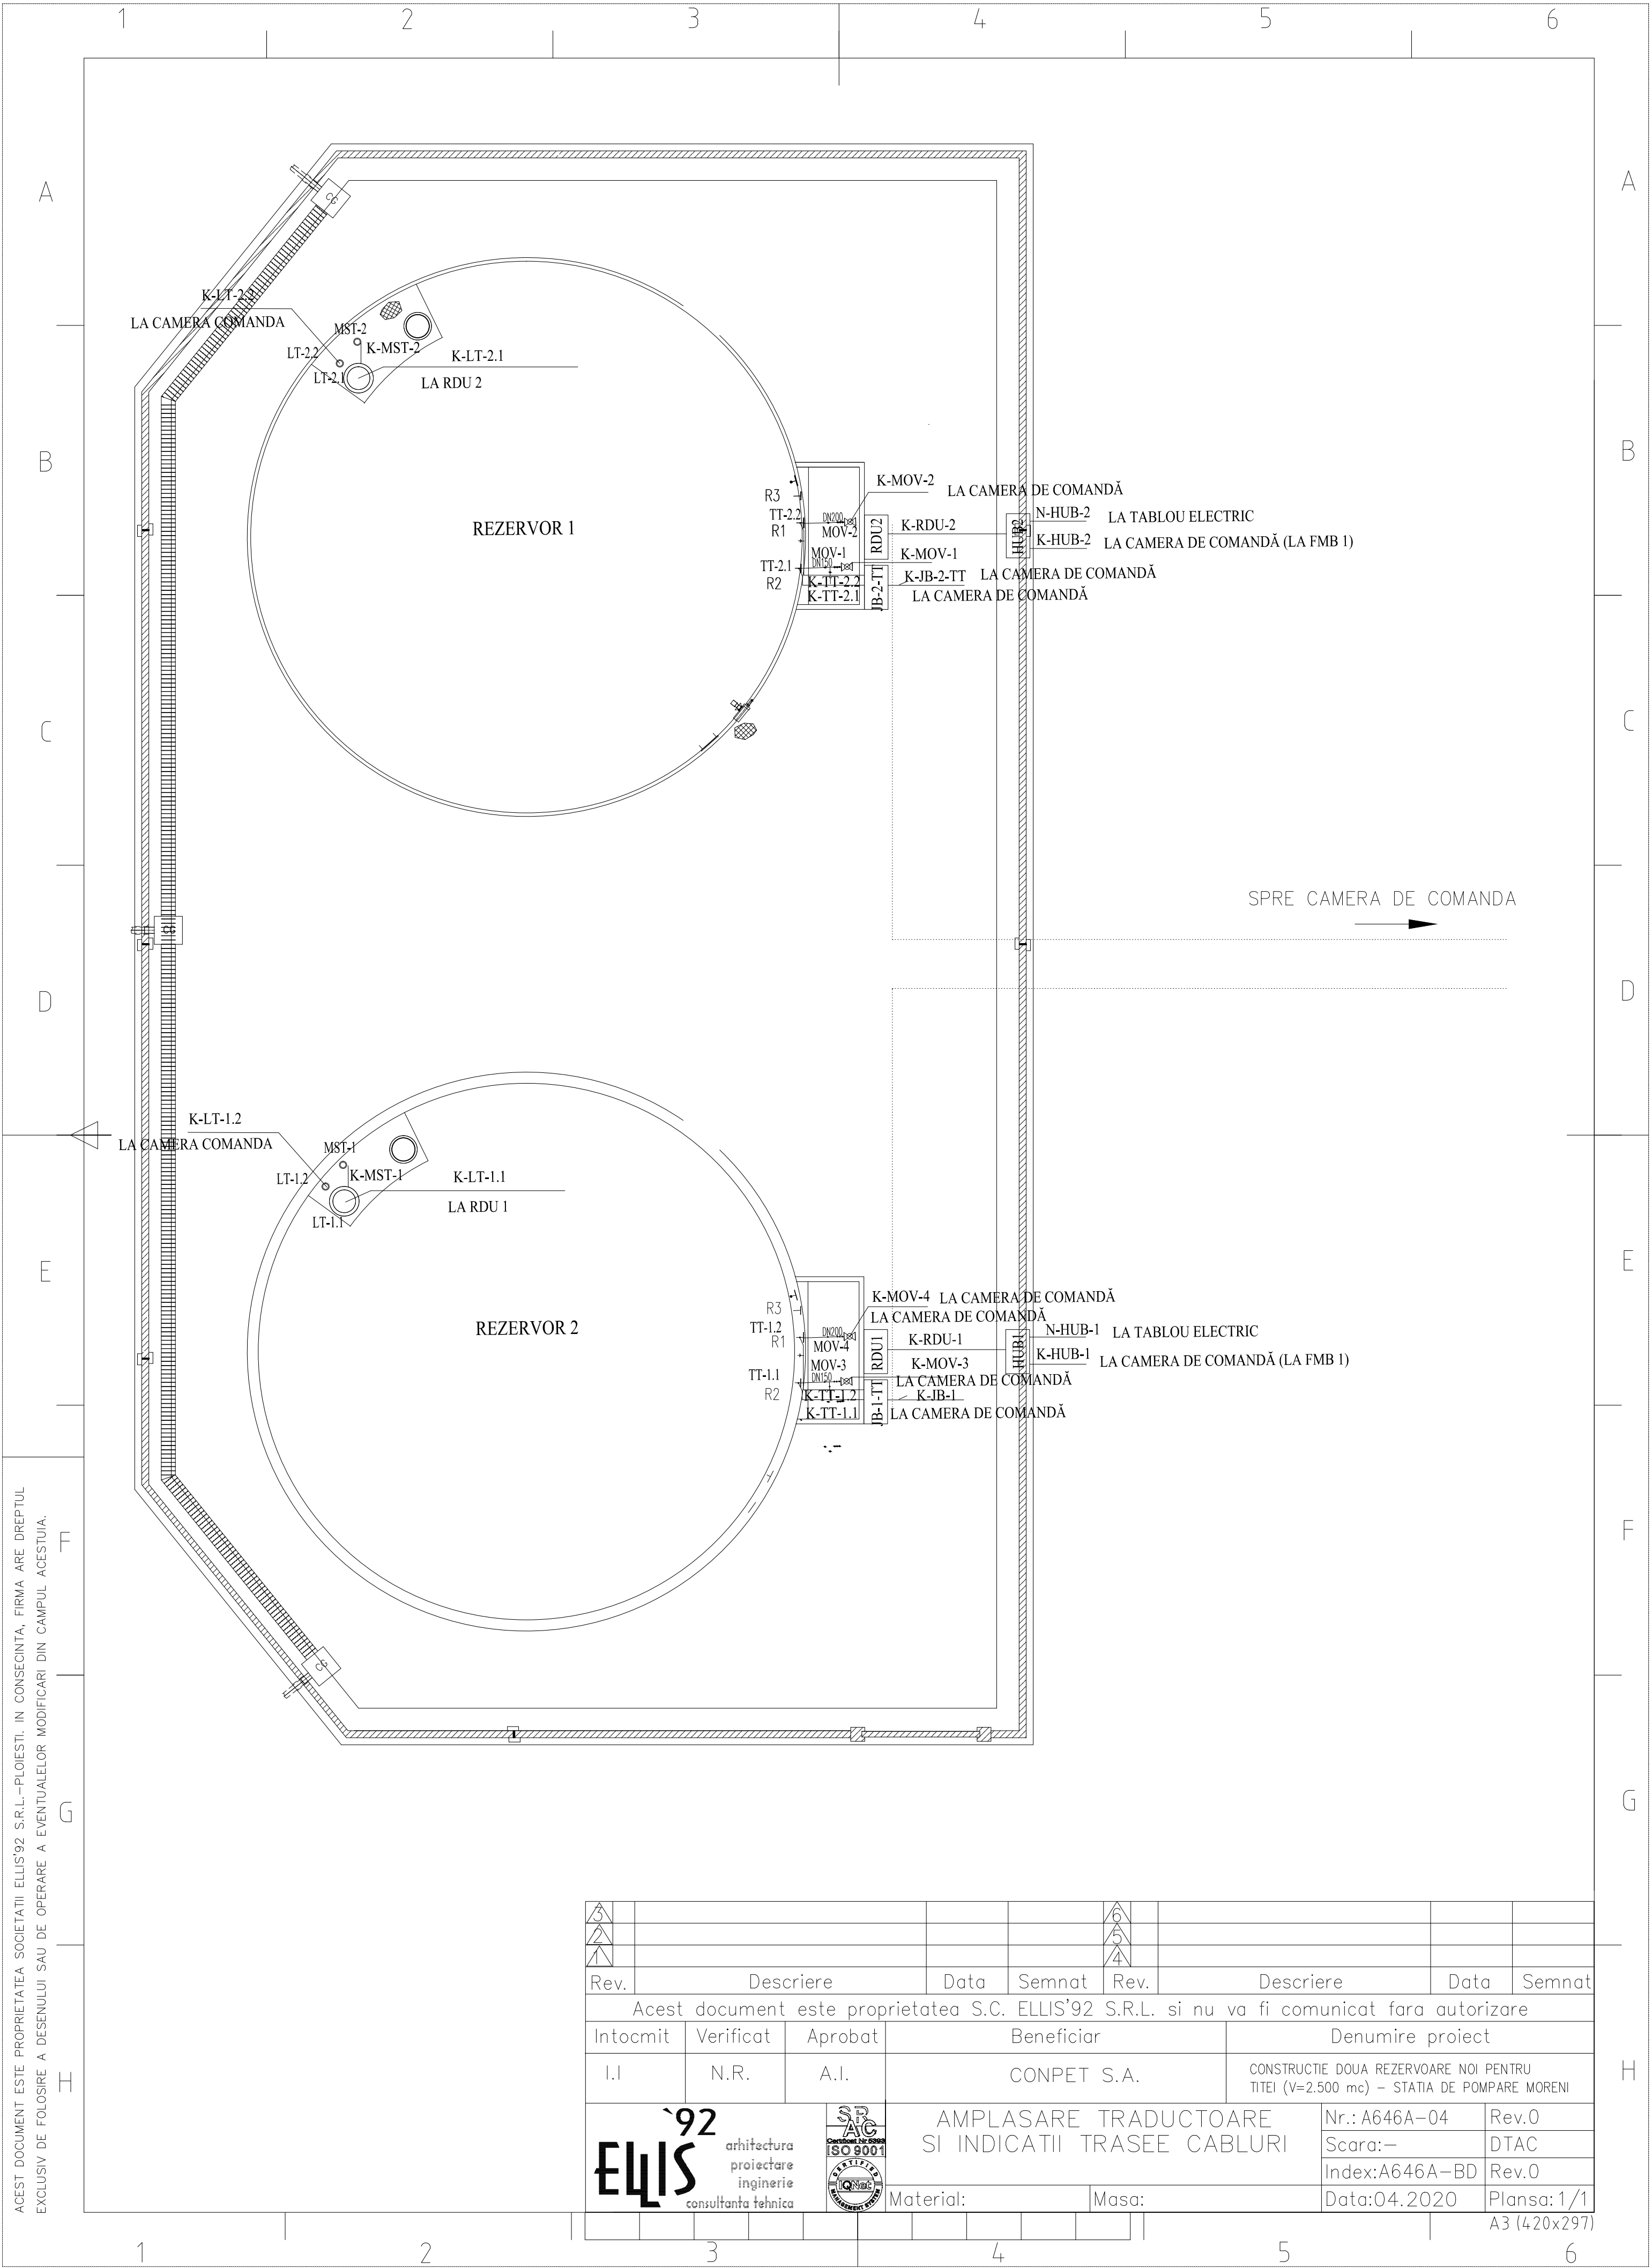 1 2 3 4 5 6
A
A
CG
K-LT-2.2
LA CAMERA COMANDA
MST-2
K-MST-2
LT-2.2
LT-2.1
K-LT-2.1
LA RDU 2
B
B
REZERVOR 1
K-MOV-2
LA CAMERA DE COMANDĂ
R3
TT-2.2
R1
DN200
MOV-2
RDU2
K-RDU-2
HUB2
N-HUB-2
LA TABLOU ELECTRIC
K-HUB-2
LA CAMERA DE COMANDĂ (LA FMB 1)
MOV-1
DN150
K-MOV-1
LA CAMERA DE COMANDĂ
TT-2.1
R2
K-TT-2.2
K-TT-2.1
JB-2-TT
K-JB-2-TT
LA CAMERA DE COMANDĂ
C
C
SPRE CAMERA DE COMANDA
CG
D
D
K-LT-1.2
LA CAMERA COMANDA
MST-1
K-MST-1
LT-1.2
LT-1.1
K-LT-1.1
LA RDU 1
E
E
REZERVOR 2
K-MOV-4
LA CAMERA DE COMANDĂ
LA CAMERA DE COMANDĂ
R3
TT-1.2
R1
DN200
MOV-4
RDU1
K-RDU-1
HUB1
N-HUB-1
LA TABLOU ELECTRIC
K-HUB-1
LA CAMERA DE COMANDĂ (LA FMB 1)
MOV-3
DN150
K-MOV-3
LA CAMERA DE COMANDĂ
TT-1.1
R2
K-TT-1.2
K-TT-1.1
JB-1-TT
K-JB-1
LA CAMERA DE COMANDĂ
F
F
CG
G
G
H
H
ACEST DOCUMENT ESTE PROPRIETATEA SOCIETATII ELLIS'92 S.R.L.-PLOIESTI. IN CONSECINTA, FIRMA ARE DREPTUL
EXCLUSIV DE FOLOSIRE A DESENULUI SAU DE OPERARE A EVENTUALELOR MODIFICARI DIN CAMPUL ACESTUIA.
3 6
2 5
1 4
Rev. Descriere Data Semnat Rev. Descriere Data Semnat
Acest document este proprietatea S.C. ELLIS'92 S.R.L. si nu va fi comunicat fara autorizare
Intocmit Verificat Aprobat Beneficiar Denumire proiect
I.I N.R. A.I. CONPET S.A.
CONSTRUCTIE DOUA REZERVOARE NOI PENTRU
TITEI (V=2.500 mc) – STATIA DE POMPARE MORENI
`92
ELLIS
arhitectura
proiectare
inginerie
consultanta tehnica
SRAC
Certificat Nr 5393
ISO 9001
CERTIFIED
IQNet
MANAGEMENT SYSTEM
AMPLASARE TRADUCTOARE
SI INDICATII TRASEE CABLURI
Nr.: A646A-04 Rev.0
Scara:- DTAC
Index:A646A-BD Rev.0
Material: Masa: Data:04.2020 Plansa: 1/1
A3 (420x297)
1 2 3 4 5 6